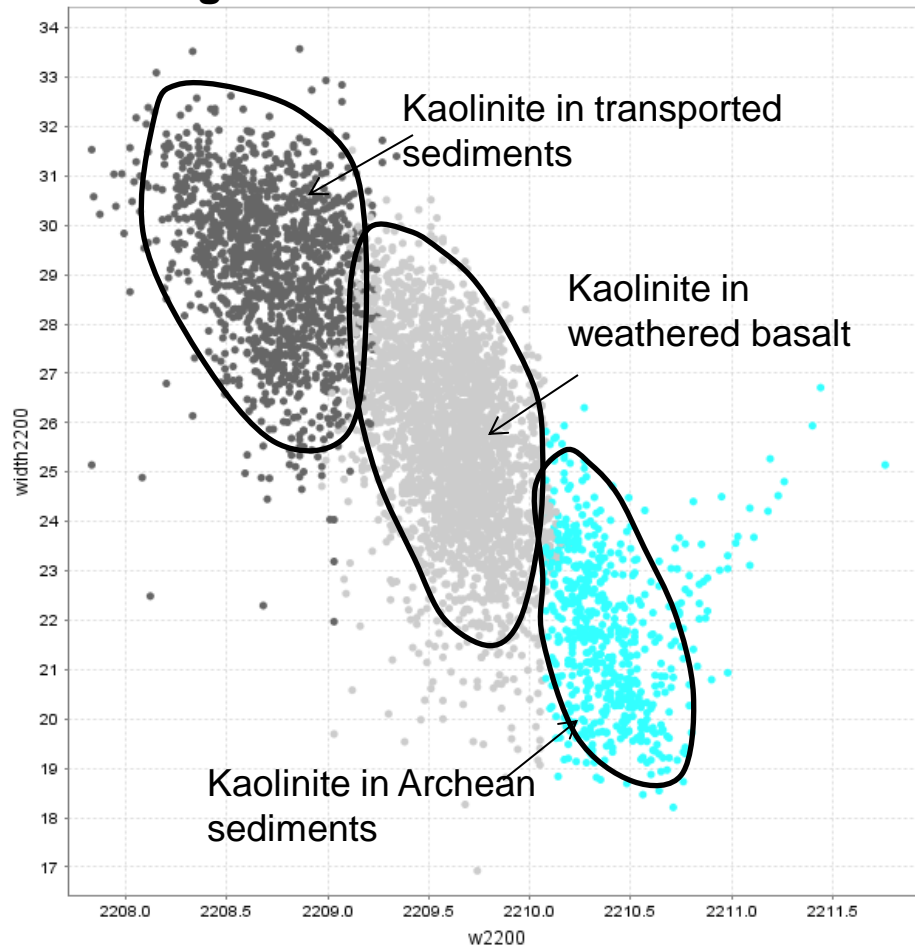 34
33
32
31
30
29
28
27
26
25
24
23
22
21
20
19
18
17
width2200
Kaolinite in transported
sediments
Kaolinite in
weathered basalt
Kaolinite in Archean
sediments
2208.0 2208.5 2209.0 2209.5 2210.0 2210.5 2211.0 2211.5
w2200